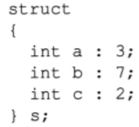 struct
{
  int a : 3;
  int b : 7;
  int c : 2;
} s;